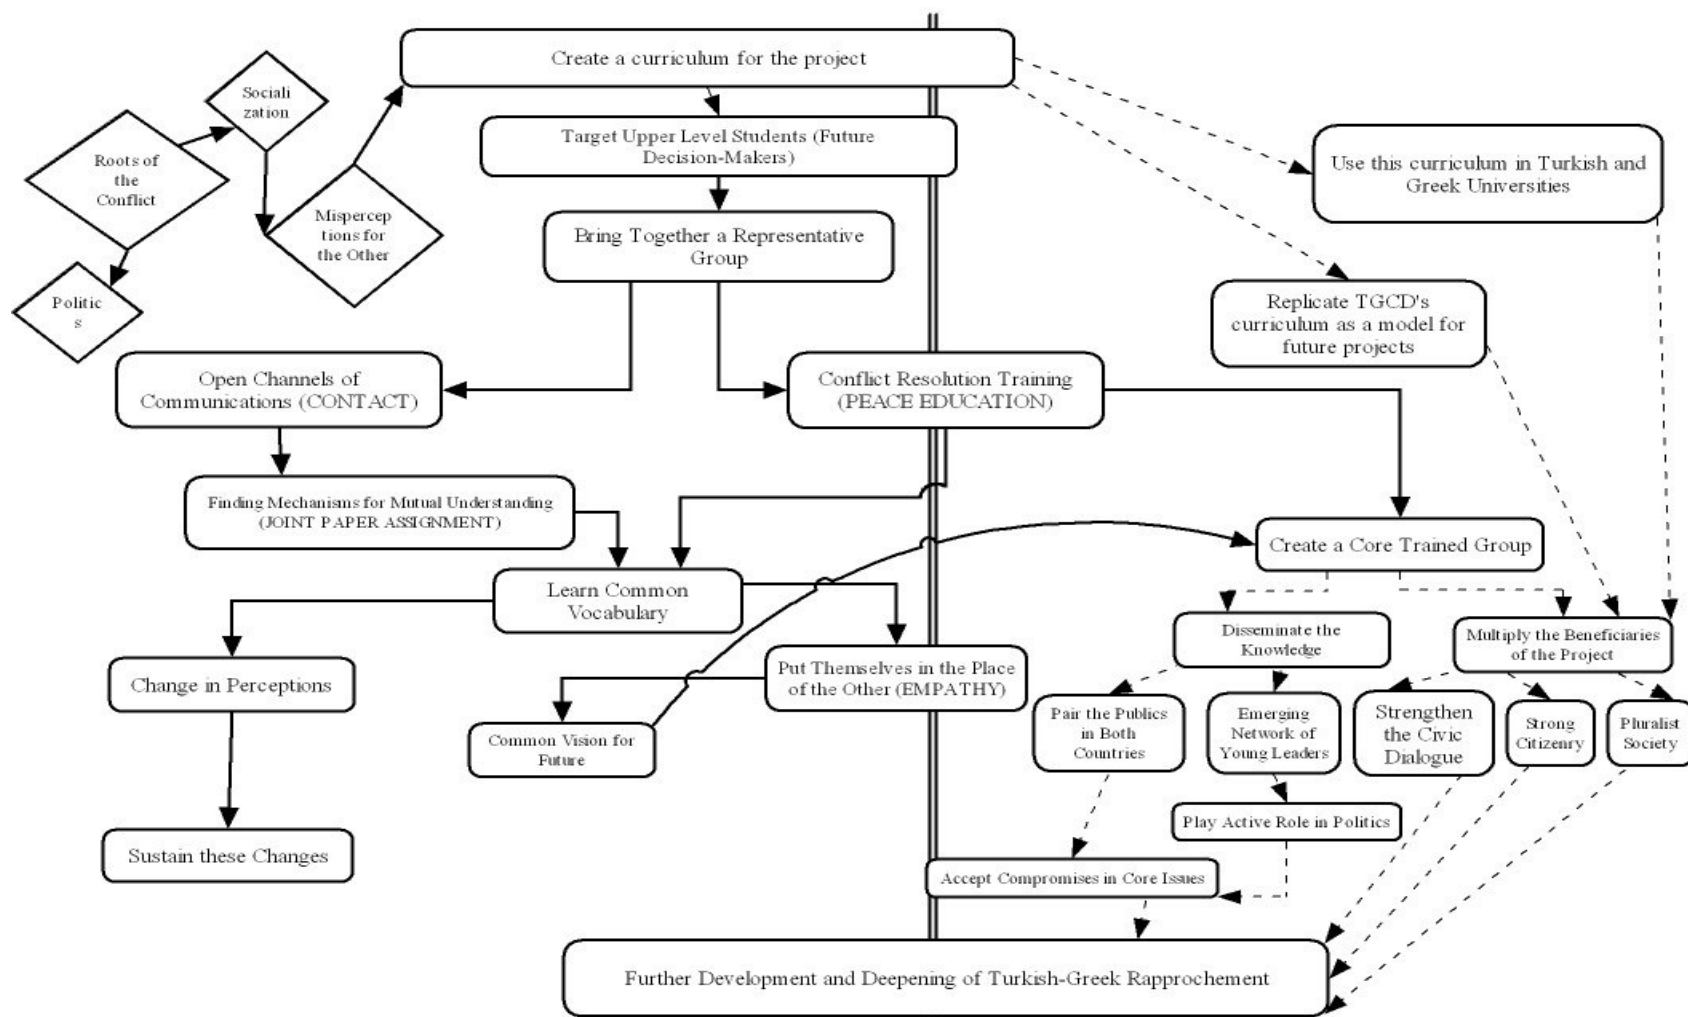 Create a curriculum for the project
Sociali
zation
Target Upper Level Students (Future
Decision-Makers)
Roots of
the
Conflict
Use this curriculum in Turkish and
Greek Universities
Mispercep
tions for
the Other
Bring Together a Representative
Group
Politic
s
Replicate TGCD's
curriculum as a model for
future projects
Open Channels of
Communications (CONTACT)
Conflict Resolution Training
(PEACE EDUCATION)
Finding Mechanisms for Mutual Understanding
(JOINT PAPER ASSIGNMENT)
Create a Core Trained Group
Learn Common
Vocabulary
Disseminate the
Knowledge
Multiply the Beneficiaries
of the Project
Change in Perceptions
Put Themselves in the Place
of the Other (EMPATHY)
Common Vision for
Future
Pair the Publics
in Both
Countries
Emerging
Network of
Young Leaders
Strengthen
the Civic
Dialogue
Strong
Citizenry
Pluralist
Society
Play Active Role in Politics
Sustain these Changes
Accept Compromises in Core Issues
Further Development and Deepening of Turkish-Greek Rapprochement